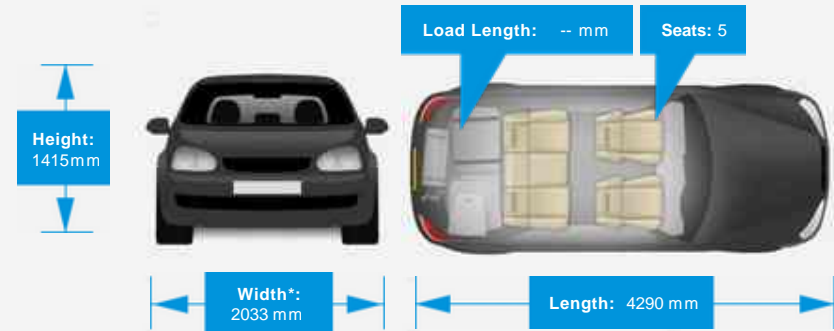 Load Length: -- mm
Seats: 5
Height:
1415mm
Width*:
2033 mm
Length: 4290 mm